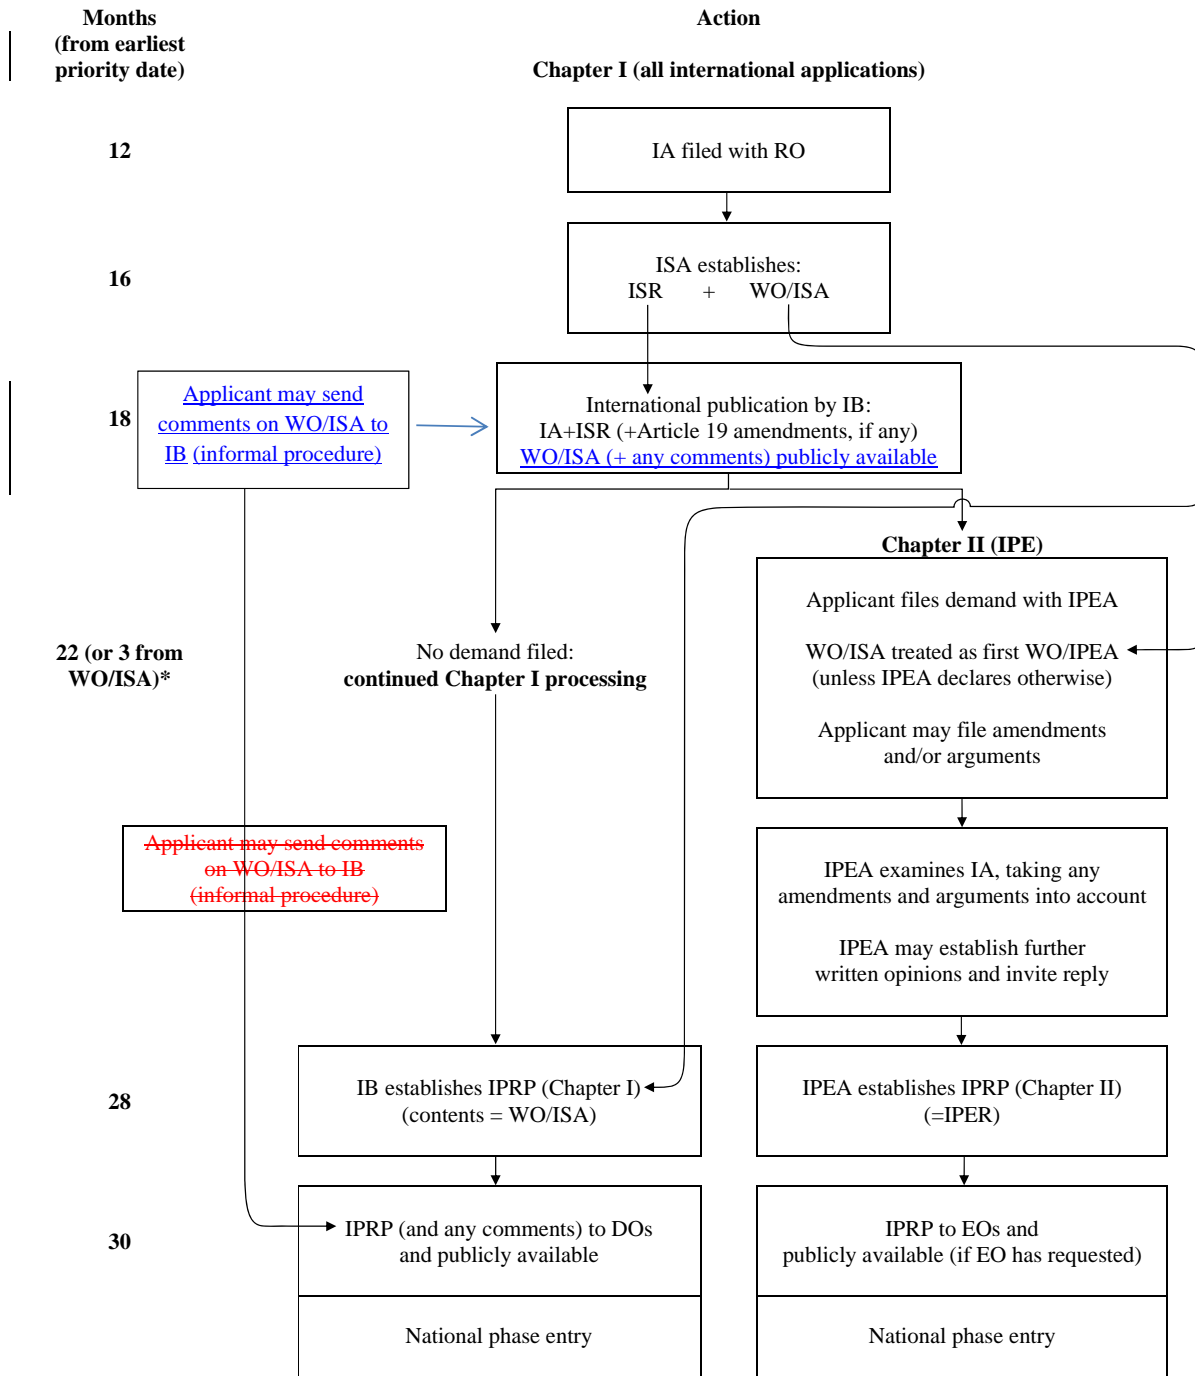 Months
(from earliest
priority date)
Action
Chapter I (all international applications)
12
IA filed with RO
16
ISA establishes:
ISR + WO/ISA
18
Applicant may send
comments on WO/ISA to
IB (informal procedure)
International publication by IB:
IA+ISR (+Article 19 amendments, if any)
WO/ISA (+ any comments) publicly available
Chapter II (IPE)
22 (or 3 from
WO/ISA)*
No demand filed:
continued Chapter I processing
Applicant files demand with IPEA
WO/ISA treated as first WO/IPEA
(unless IPEA declares otherwise)
Applicant may file amendments
and/or arguments
Applicant may send comments
on WO/ISA to IB
(informal procedure)
IPEA examines IA, taking any
amendments and arguments into account
IPEA may establish further
written opinions and invite reply
28
IB establishes IPRP (Chapter I)
(contents = WO/ISA)
IPEA establishes IPRP (Chapter II)
(=IPER)
30
IPRP (and any comments) to DOs
and publicly available
IPRP to EOs and
publicly available (if EO has requested)
National phase entry
National phase entry